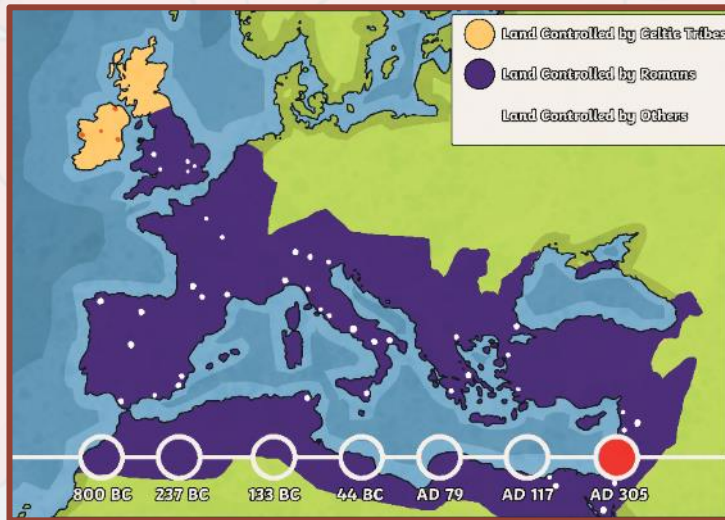 Land Controlled by Celtic Tribes
Land Controlled by Romans
Land Controlled by Others
800 BC 237 BC 133 BC 44 BC AD 79 AD 117 AD 305